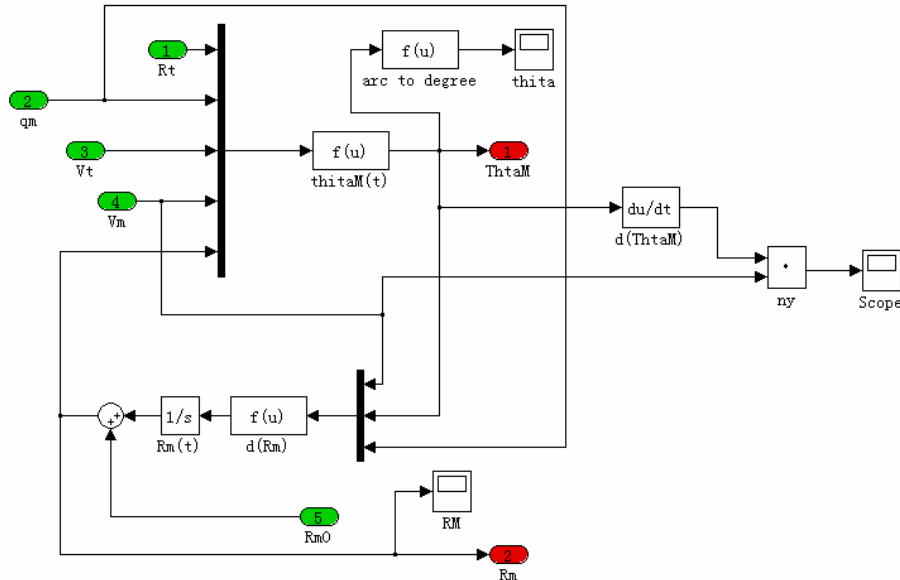 1
Rt
f(u)
arc to degree
thita
2
qm
3
Vt
f(u)
thitaM(t)
1
ThtaM
4
Vm
du/dt
d(ThtaM)
ny
Scope
+
+
1/s
Rm(t)
f(u)
d(Rm)
5
Rm0
RM
2
Rm